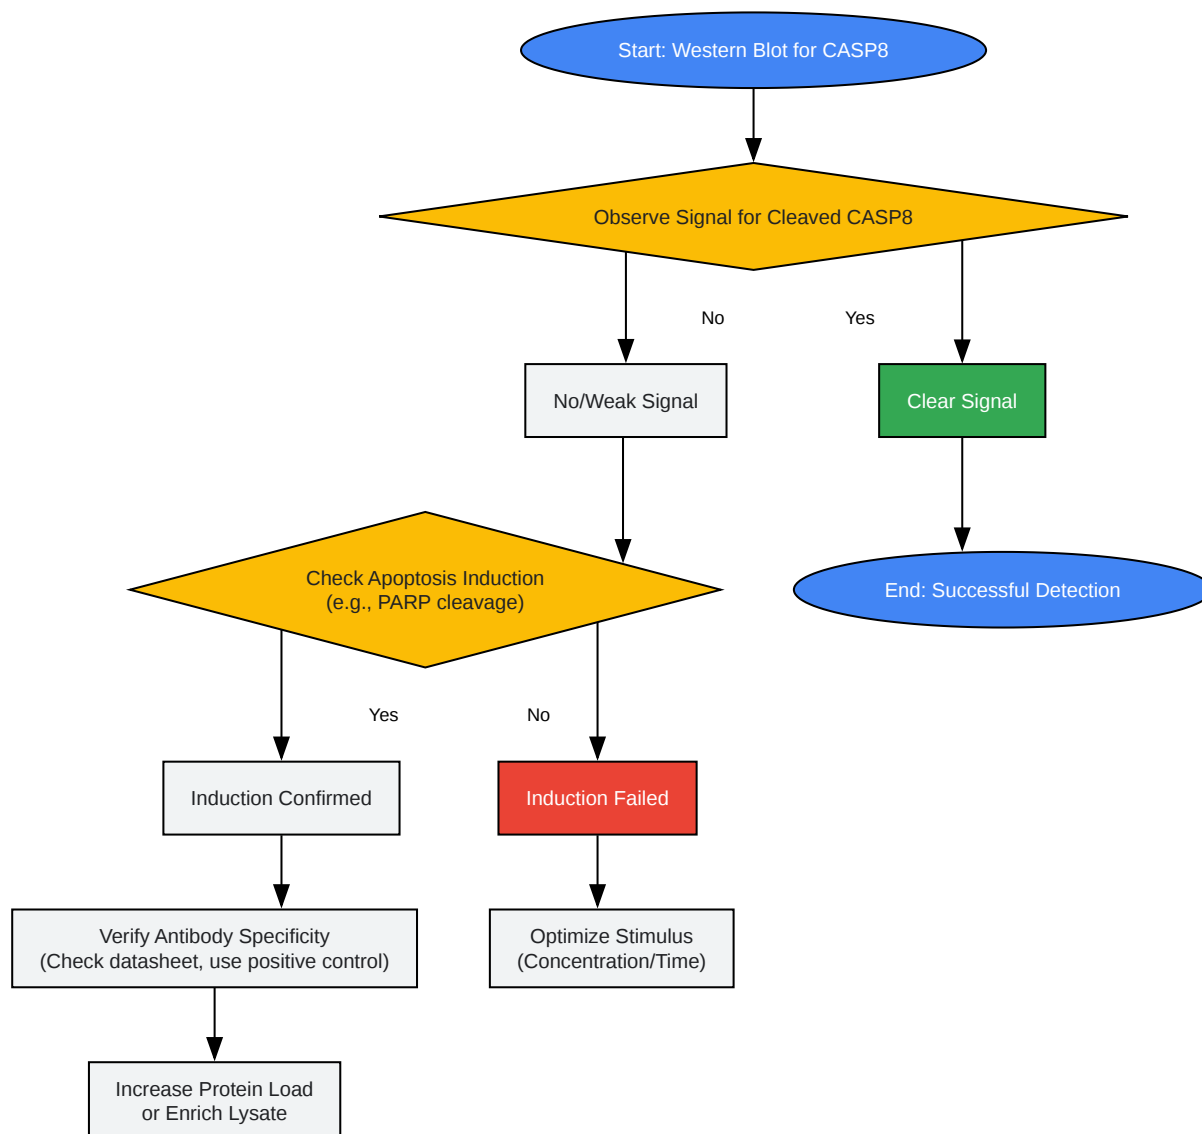 Start: Western Blot for CASP8
Observe Signal for Cleaved CASP8
No
Yes
No/Weak Signal
Clear Signal
Check Apoptosis Induction
(e.g., PARP cleavage)
End: Successful Detection
Yes
No
Induction Confirmed
Induction Failed
Verify Antibody Specificity
(Check datasheet, use positive control)
Optimize Stimulus
(Concentration/Time)
Increase Protein Load
or Enrich Lysate